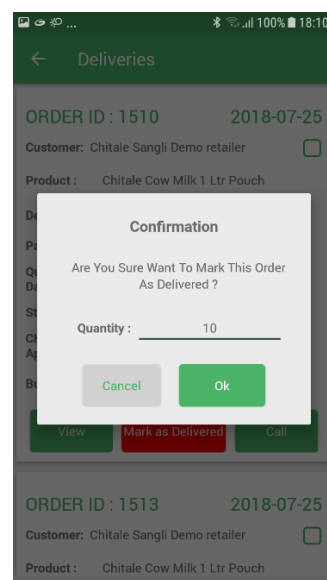 100% 18:10
Deliveries
ORDER ID : 1510 2018-07-25
Customer: Chitale Sangli Demo retailer
Product : Chitale Cow Milk 1 Ltr Pouch
Confirmation
Are You Sure Want To Mark This Order
As Delivered ?
Quantity : 10
Cancel Ok
View Mark as Delivered Call
ORDER ID : 1513 2018-07-25
Customer: Chitale Sangli Demo retailer
Product : Chitale Cow Milk 1 Ltr Pouch